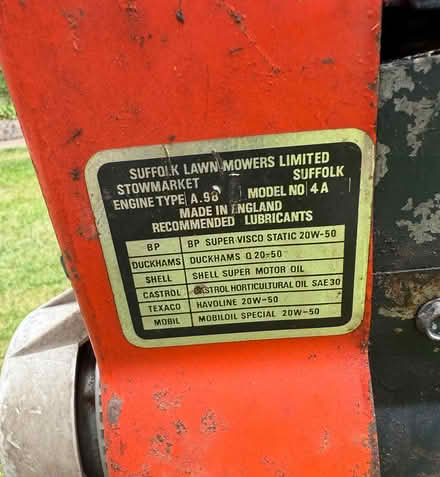 SUFFOLK LAWN MOWERS LIMITED
STOWMARKET SUFFOLK
ENGINE TYPE A.98 MODEL NO 4A
MADE IN ENGLAND
RECOMMENDED LUBRICANTS
BP BP SUPER VISCO STATIC 20W-50
DUCKHAMS DUCKHAMS Q 20-50
SHELL SHELL SUPER MOTOR OIL
CASTROL CASTROL HORTICULTURAL OIL SAE30
TEXACO HAVOLINE 20W-50
MOBIL MOBILOIL SPECIAL 20W-50